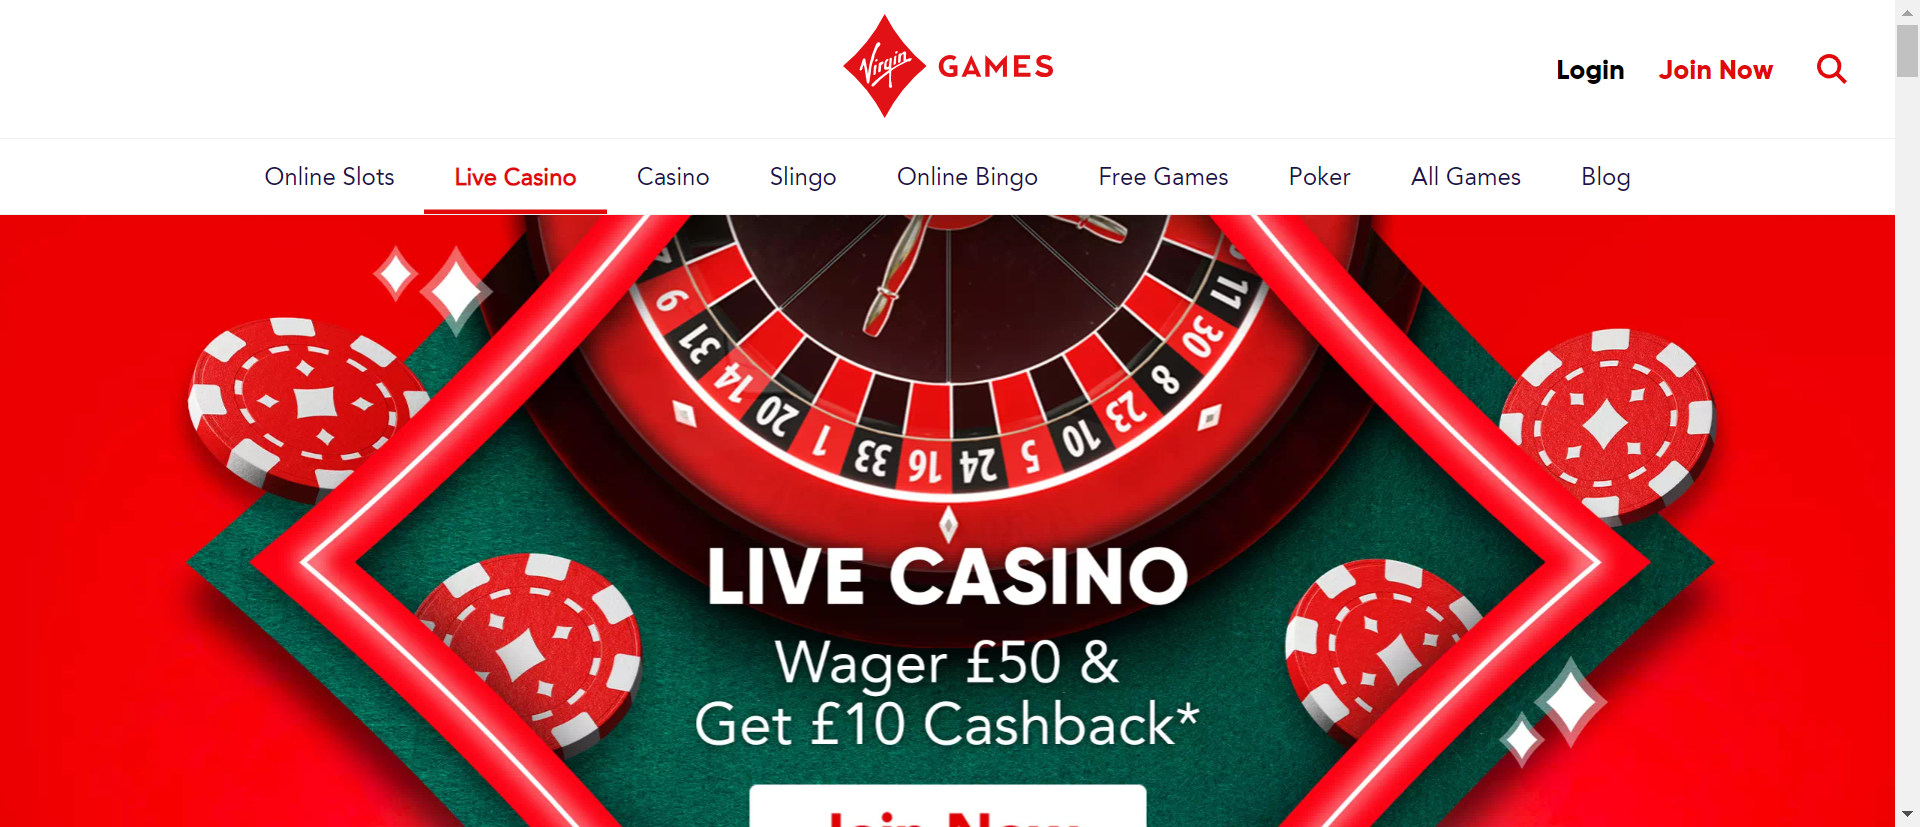 Virgin GAMES
Login Join Now
Online Slots Live Casino Casino Slingo Online Bingo Free Games Poker All Games Blog
9 31 14 20 1 33 16 24 5 10 23 8 30 11
LIVE CASINO
Wager £50 &
Get £10 Cashback*
Join Now